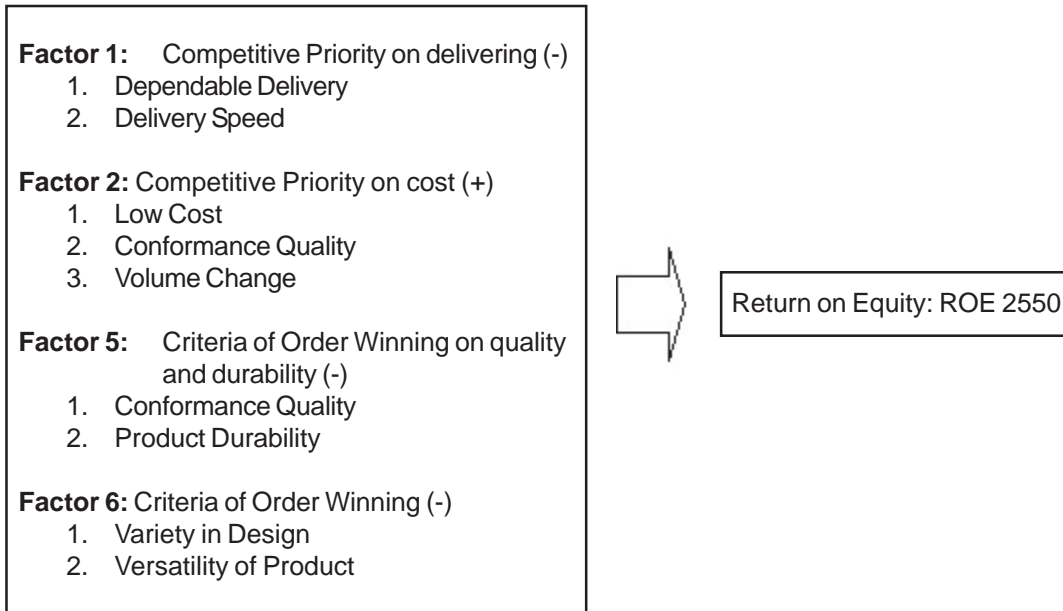 Factor 1: Competitive Priority on delivering (-)
1. Dependable Delivery
2. Delivery Speed
Factor 2: Competitive Priority on cost (+)
1. Low Cost
2. Conformance Quality
3. Volume Change
Factor 5: Criteria of Order Winning on quality
and durability (-)
1. Conformance Quality
2. Product Durability
Factor 6: Criteria of Order Winning (-)
1. Variety in Design
2. Versatility of Product
Return on Equity: ROE 2550